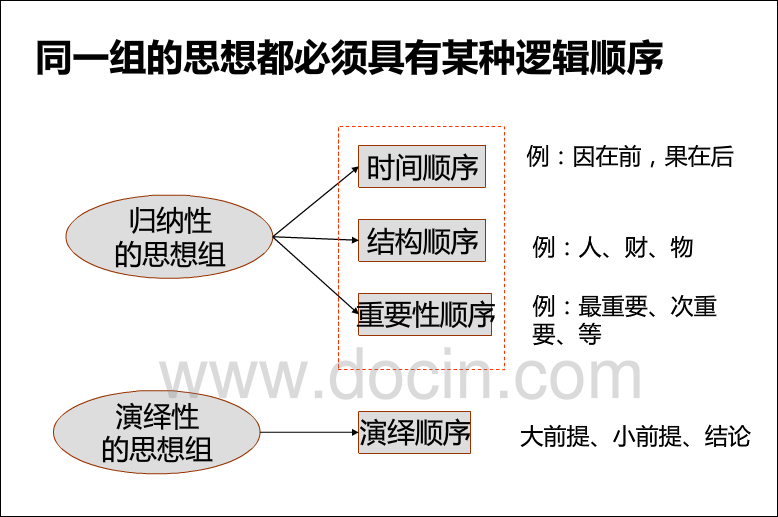 同一组的思想都必须具有某种逻辑顺序
归纳性
的思想组
时间顺序
例：因在前，果在后
结构顺序
例：人、财、物
重要性顺序
例：最重要、次重
要、等
www.docin.com
演绎性
的思想组
演绎顺序
大前提、小前提、结论